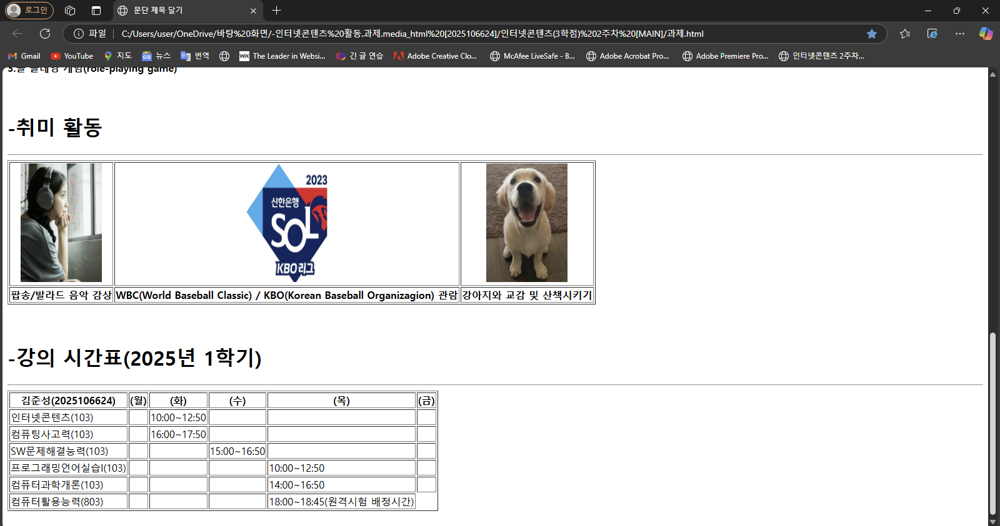 로그인
문단 제목 달기
파일
C:/Users/user/OneDrive/바탕%20화면/-인터넷콘텐츠%20활동.과제.media_html%20[2025106624]/인터넷콘텐츠(3학점)%202주차%20[MAIN]/과제.html
Gmail YouTube 지도 뉴스 번역 WIX The Leader in Websi... 긴 글 연습 Adobe Creative Clo... McAfee LiveSafe - B... Adobe Acrobat Pro... Adobe Premiere Pro... 인터넷콘텐츠 2주차...
3.롤 플레잉 게임(role-playing game)
-취미 활동
2023
신한은행
SOL
KBO 리그
팝송/발라드 음악 감상 WBC(World Baseball Classic) / KBO(Korean Baseball Organizagion) 관람 강아지와 교감 및 산책시키기
-강의 시간표(2025년 1학기)
김준성(2025106624) (월) (화) (수) (목) (금)
인터넷콘텐츠(103) 10:00~12:50
컴퓨팅사고력(103) 16:00~17:50
SW문제해결능력(103) 15:00~16:50
프로그래밍언어실습I(103) 10:00~12:50
컴퓨터과학개론(103) 14:00~16:50
컴퓨터활용능력(803) 18:00~18:45(원격시험 배정시간)